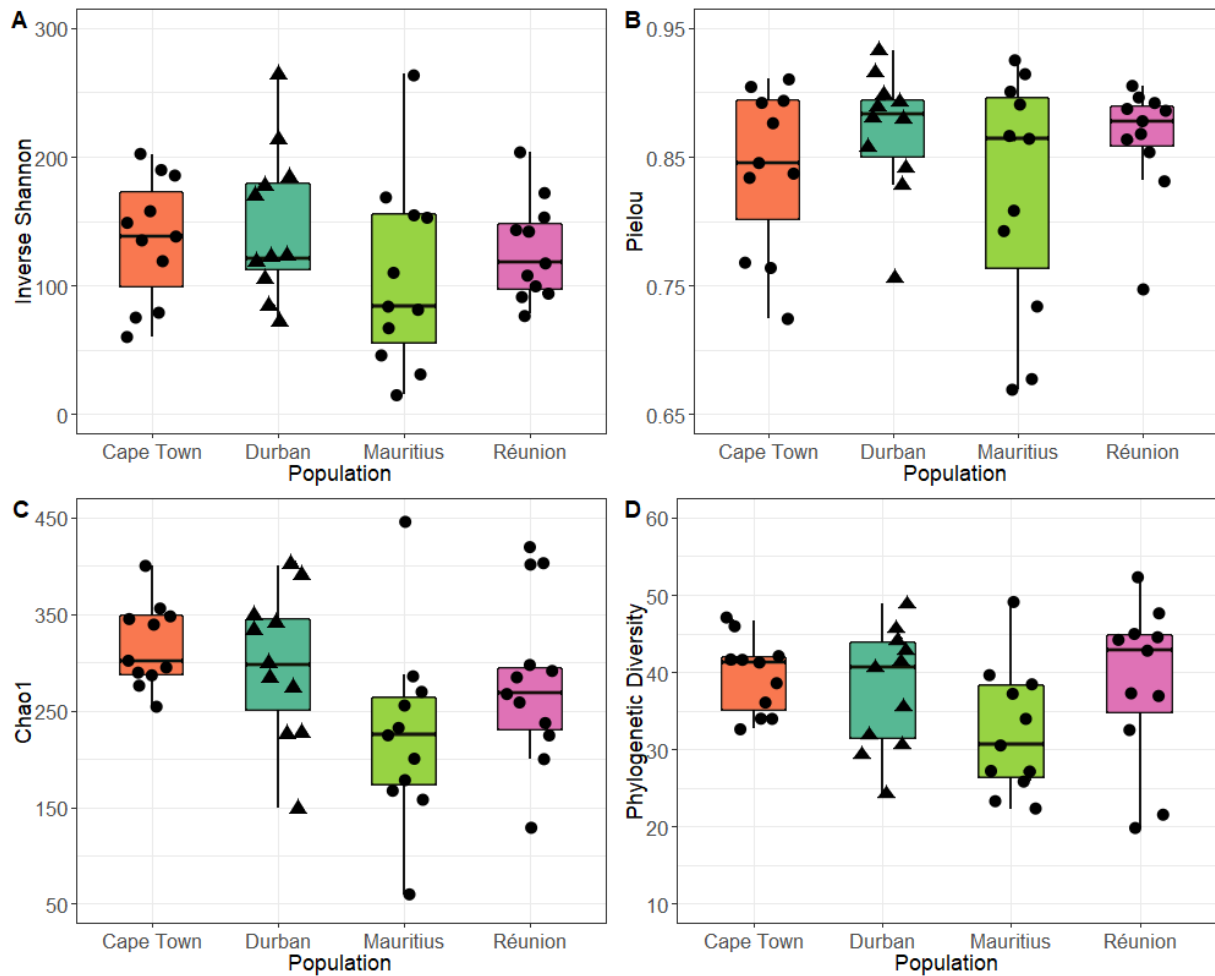 A
Inverse Shannon
300
200
100
0
Cape Town Durban Mauritius Réunion
Population
B
Pielou
0.95
0.85
0.75
0.65
Cape Town Durban Mauritius Réunion
Population
C
Chao1
450
350
250
150
50
Cape Town Durban Mauritius Réunion
Population
D
Phylogenetic Diversity
60
50
40
30
20
10
Cape Town Durban Mauritius Réunion
Population